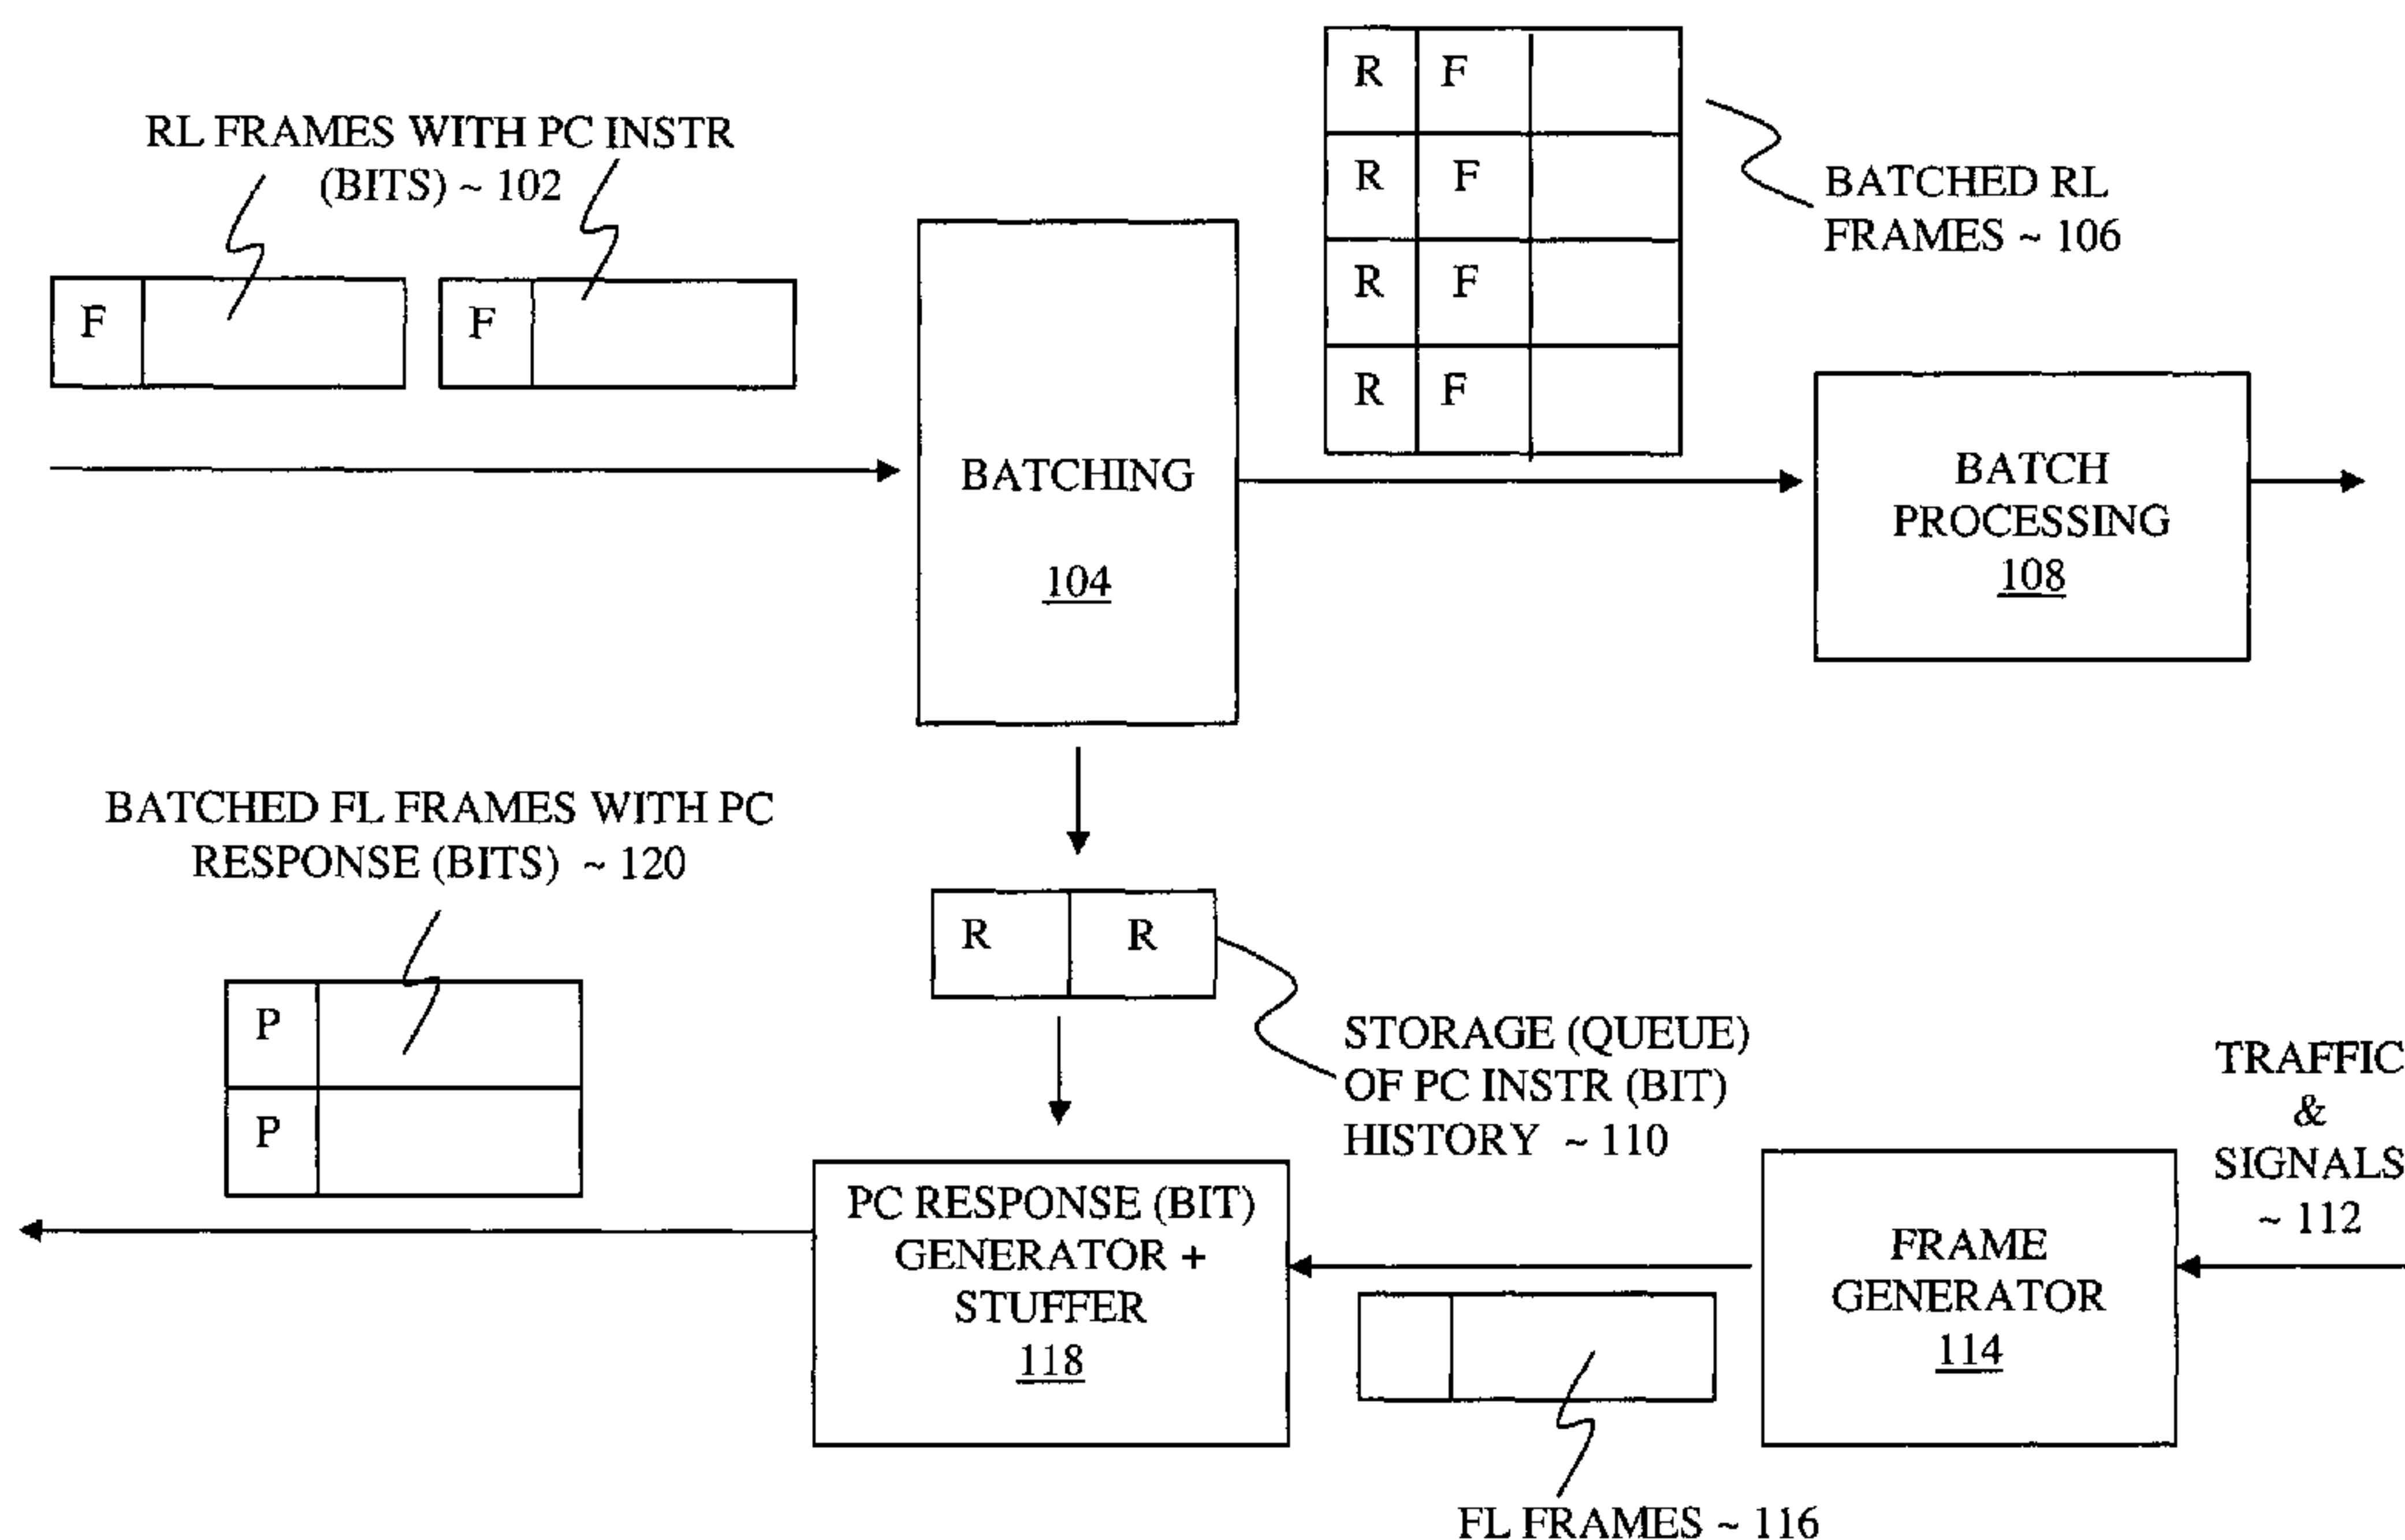 RL FRAMES WITH PC INSTR
(BITS) ~ 102
F
F
BATCHING
104
R F
R F
R F
R F
BATCHED RL
FRAMES ~ 106
BATCH
PROCESSING
108
BATCHED FL FRAMES WITH PC
RESPONSE (BITS) ~ 120
P
P
R R
STORAGE (QUEUE)
OF PC INSTR (BIT)
HISTORY ~ 110
TRAFFIC
&
SIGNALS
~ 112
PC RESPONSE (BIT)
GENERATOR +
STUFFER
118
FRAME
GENERATOR
114
FL FRAMES ~ 116